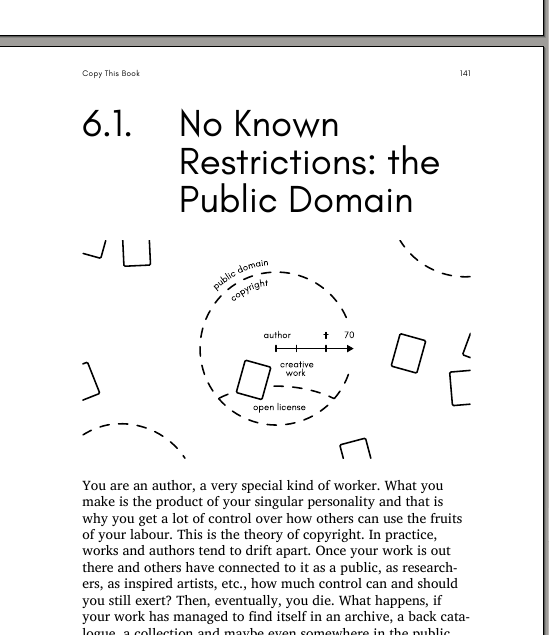 Copy This Book 141
6.1. No Known
Restrictions: the
Public Domain
public domain
copyright
author † 70
creative
work
open license
You are an author, a very special kind of worker. What you
make is the product of your singular personality and that is
why you get a lot of control over how others can use the fruits
of your labour. This is the theory of copyright. In practice,
works and authors tend to drift apart. Once your work is out
there and others have connected to it as a public, as research-
ers, as inspired artists, etc., how much control can and should
you still exert? Then, eventually, you die. What happens, if
your work has managed to find itself in an archive, a back cata-
logue, a collection and maybe even somewhere in the public